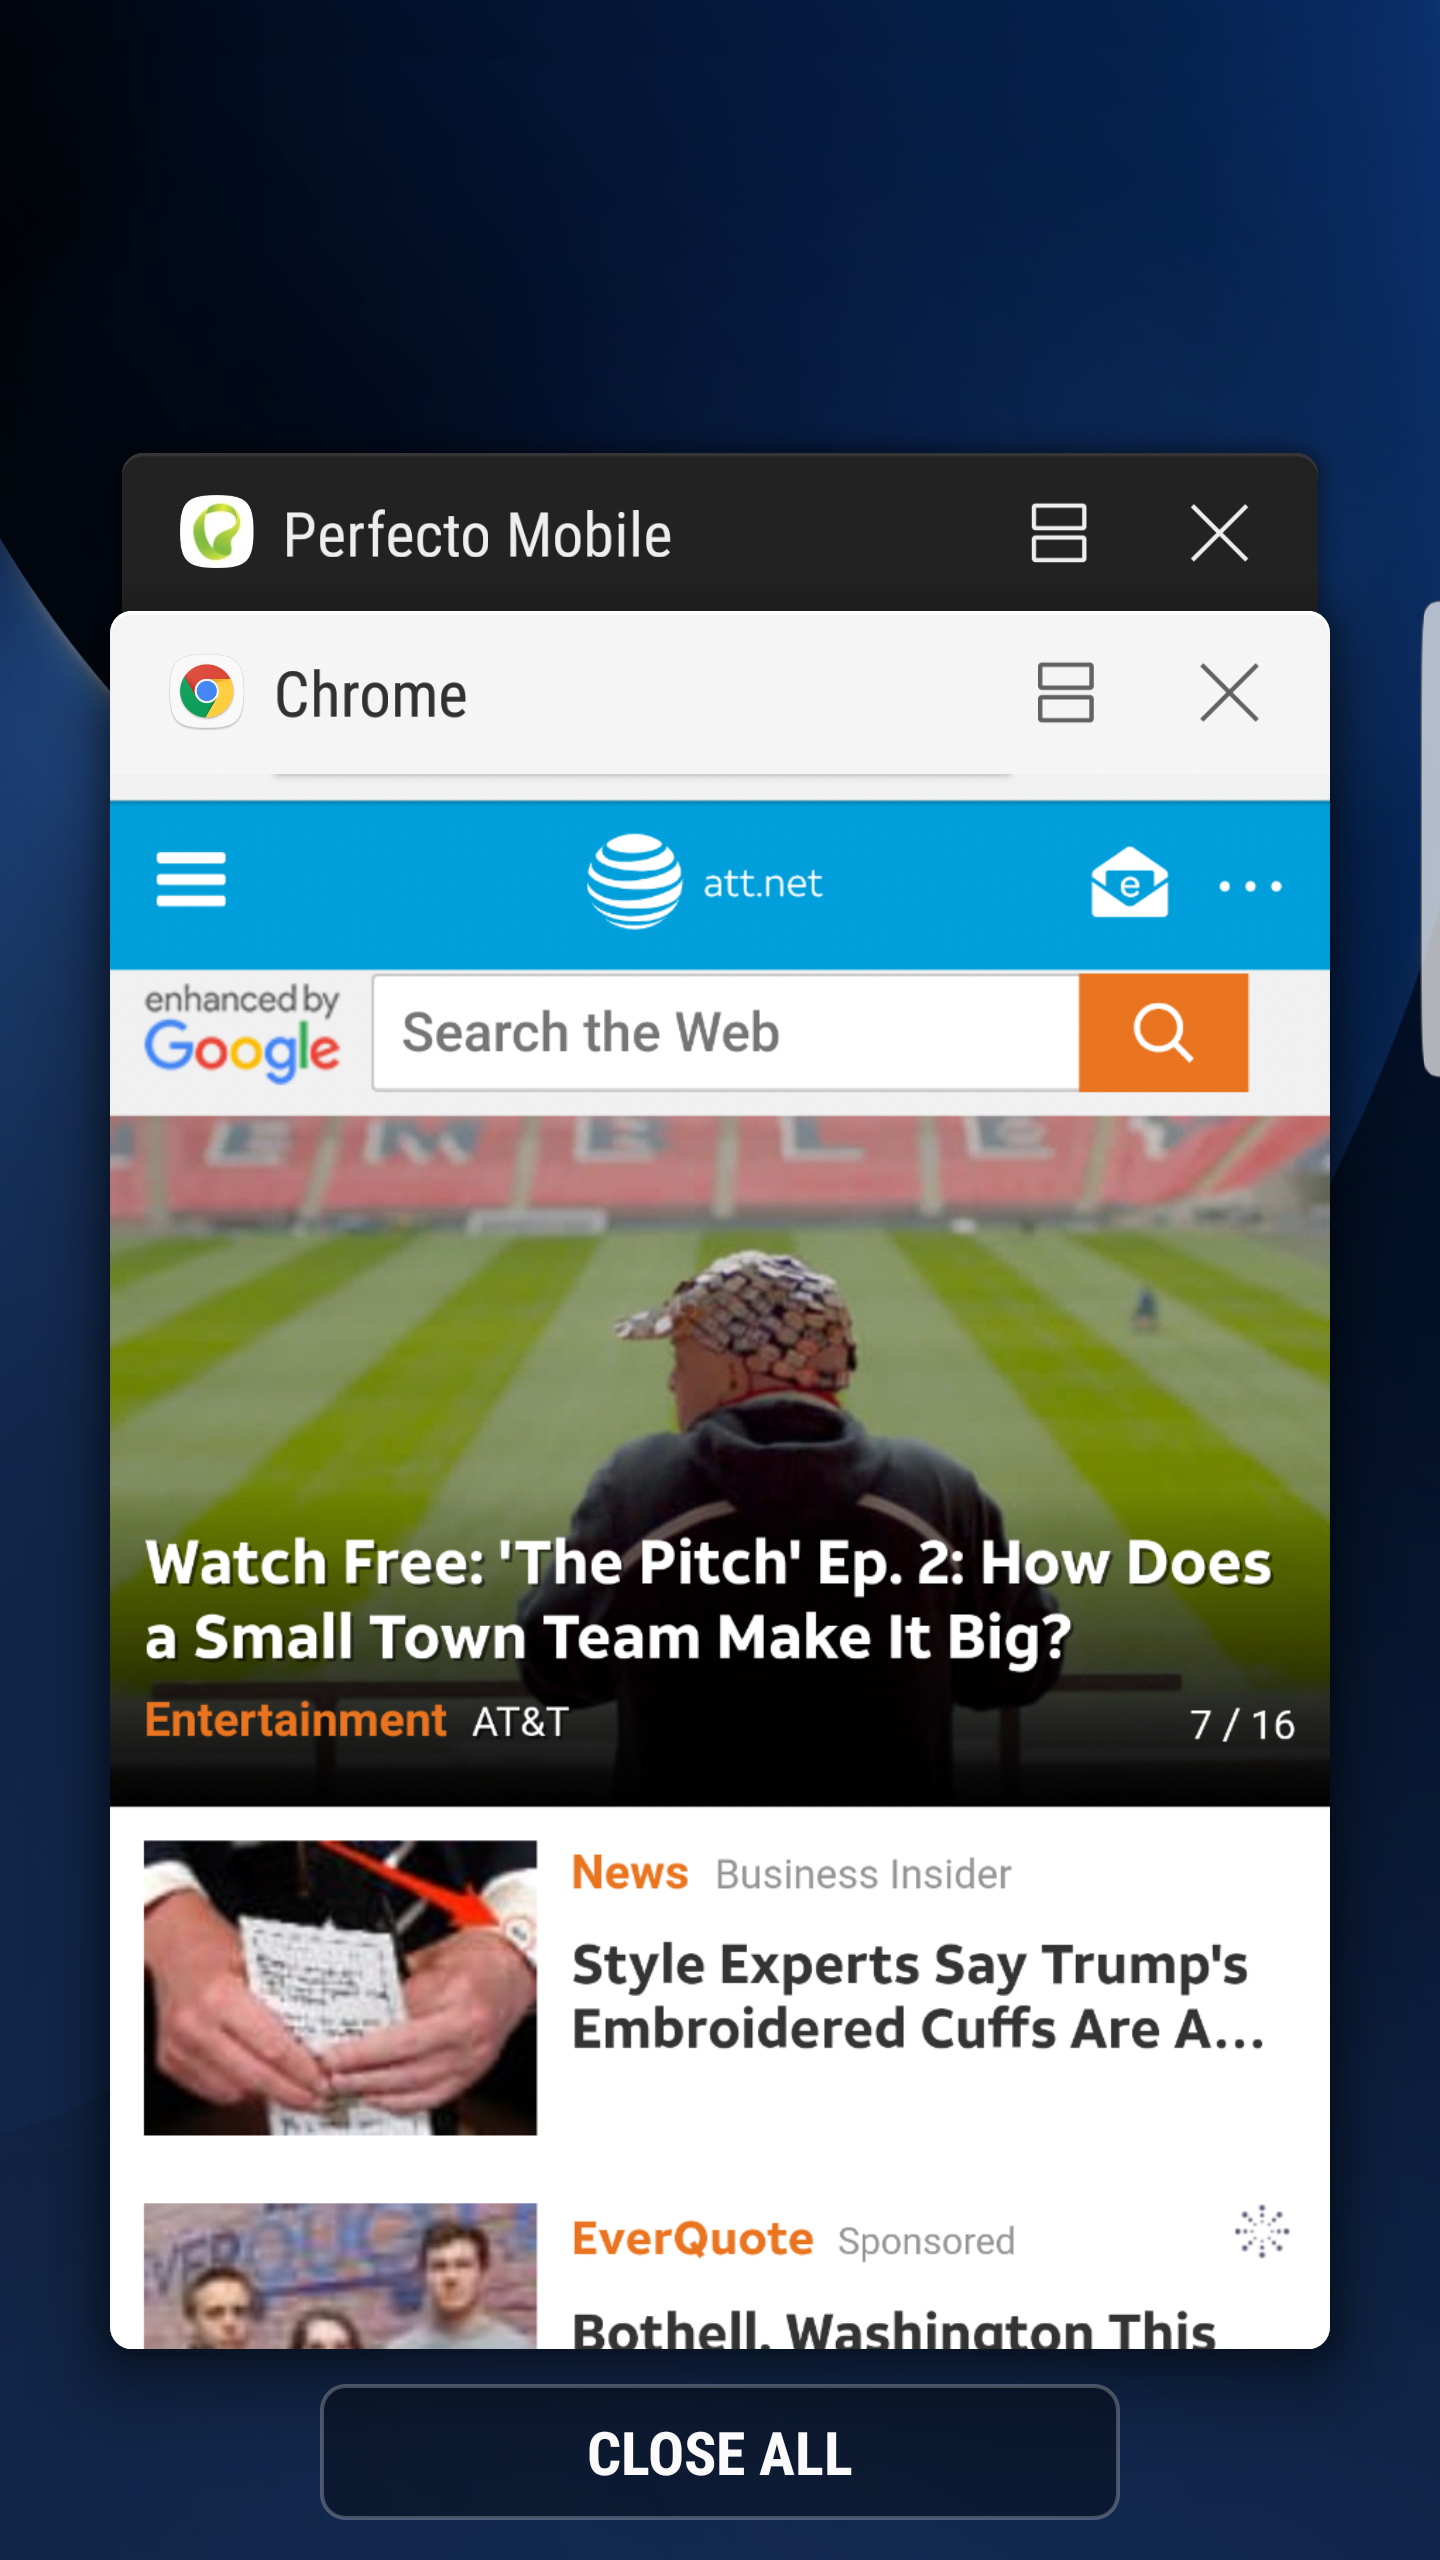 Perfecto Mobile
Chrome
att.net
e
enhanced by
Google
Search the Web
EMBLEY
Watch Free: 'The Pitch' Ep. 2: How Does
a Small Town Team Make It Big?
Entertainment AT&T
7 / 16
News Business Insider
Style Experts Say Trump's
Embroidered Cuffs Are A...
EverQuote Sponsored
Bothell, Washington This
CLOSE ALL